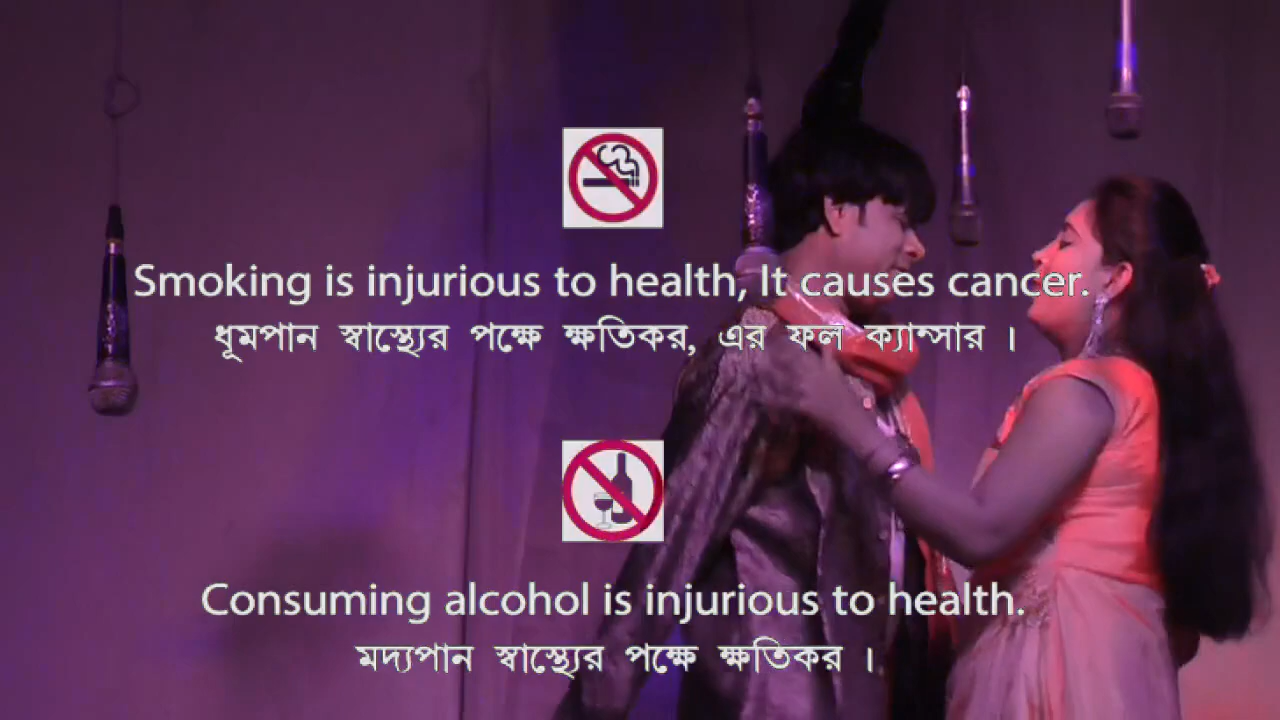 Smoking is injurious to health, It causes cancer.
ধূমপান স্বাস্থ্যের পক্ষে ক্ষতিকর, এর ফল ক্যান্সার ।
Consuming alcohol is injurious to health.
মদ্যপান স্বাস্থ্যের পক্ষে ক্ষতিকর ।